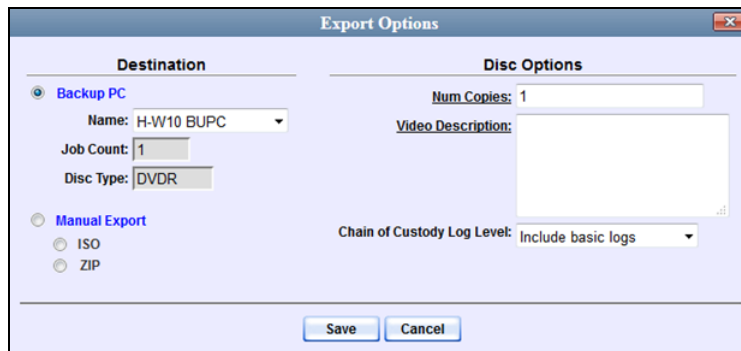 Export Options
Destination
Backup PC
Name: H-W10 BUPC
Job Count: 1
Disc Type: DVDR
Manual Export
ISO
ZIP
Disc Options
Num Copies: 1
Video Description:
Chain of Custody Log Level: Include basic logs
Save Cancel